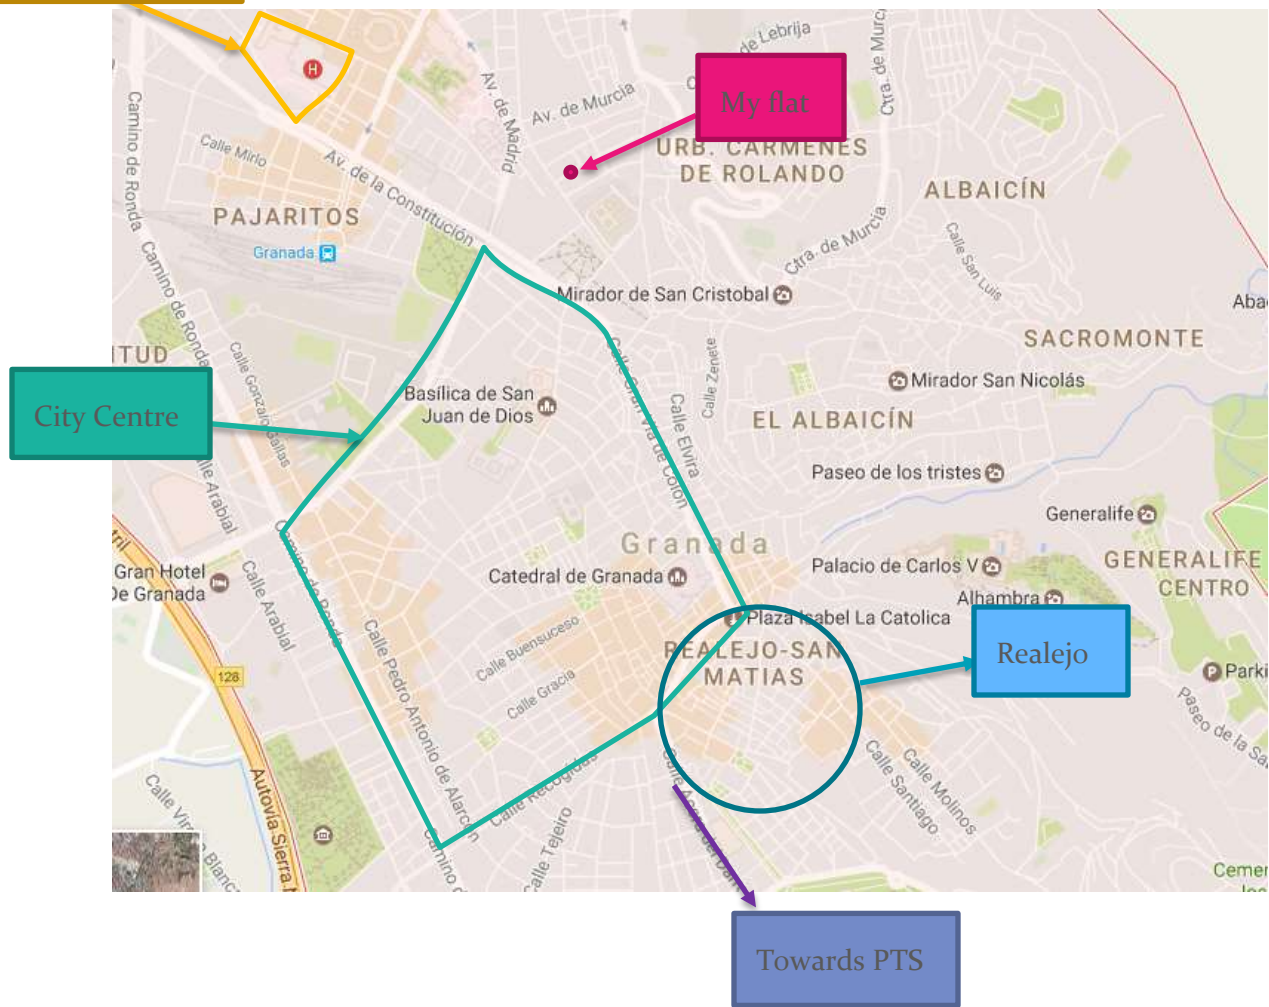 de Lebrija
Ctra. de Murcia
Av. de Madrid
Av. de Murcia
My flat
Camino de Ronda
Calle Mirlo
Av. de la Constitución
URB. CARMENES
DE ROLANDO
ALBAICÍN
PAJARITOS
Granada
H
Ctra. de Murcia
Calle San Luis
Mirador de San Cristobal
Camino de Ronda
SACROMONTE
Calle Gonzalo Gallas
Calle Gran Vía de Colón
Calle Zenete
City Centre
Basílica de San
Juan de Dios
Mirador San Nicolás
Calle Elvira
EL ALBAICÍN
Paseo de los tristes
Calle Arabial
Generalife
Granada
Camino de Ronda
Gran Hotel
De Granada
Catedral de Granada
Palacio de Carlos V
GENERALIFE
CENTRO
Alhambra
Calle Arabial
Plaza Isabel La Catolica
Calle Buensuceso
REALEJO-SAN
MATIAS
Realejo
Calle Pedro Antonio de Alarcón
Calle Gracia
128
P
Paseo de la
Calle Recogidas
Calle Molinos
Calle Santiago
Autovía Sierra
Calle Tejeiro
Camino d
Towards PTS